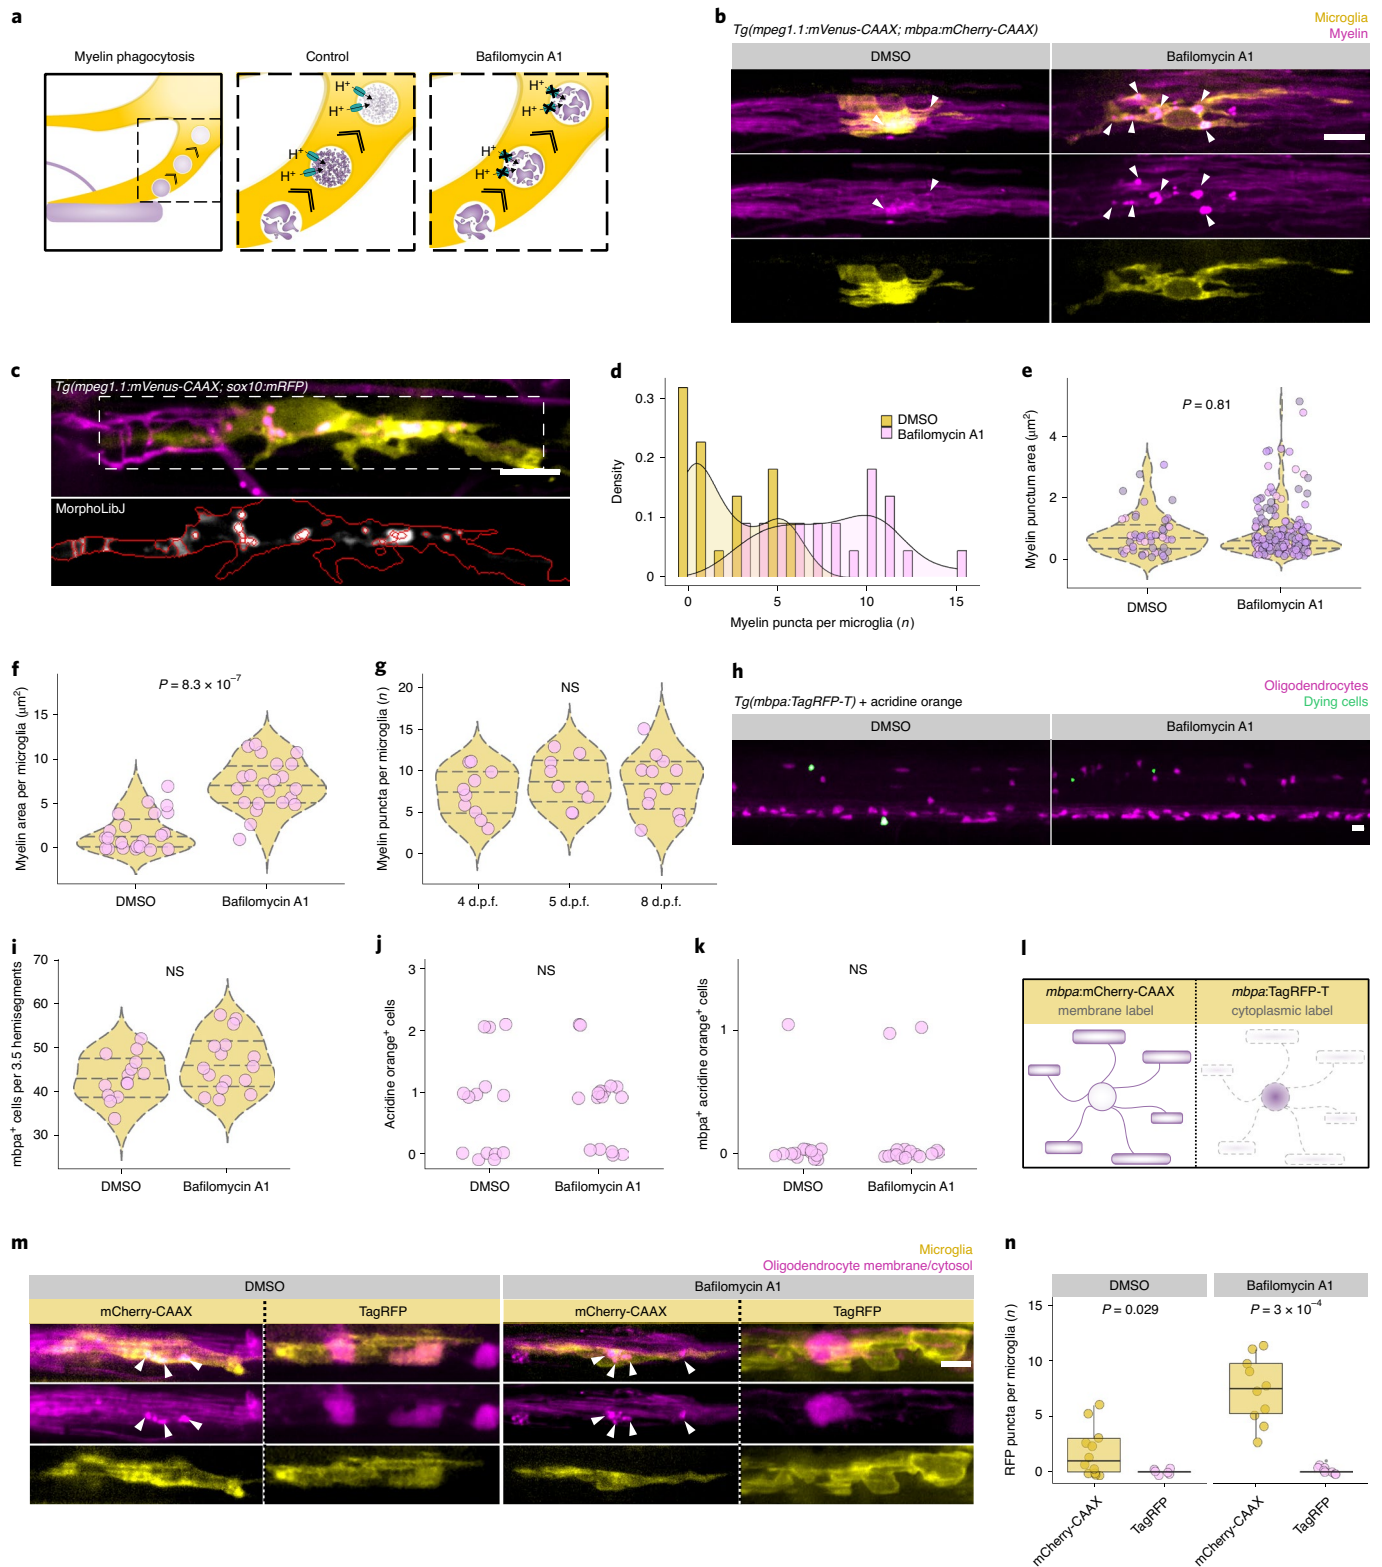 a
Myelin phagocytosis
Control
Bafilomycin A1
H+
H+
H+
H+
H+
H+
H+
H+
b
Tg(mpeg1.1:mVenus-CAAX; mbpa:mCherry-CAAX)
Microglia
Myelin
DMSO
Bafilomycin A1
c
Tg(mpeg1.1:mVenus-CAAX; sox10:mRFP)
MorphoLibJ
d
0.3
0.2
0.1
0
Density
DMSO
Bafilomycin A1
0 5 10 15
Myelin puncta per microglia (n)
e
P = 0.81
Myelin punctum area (μm²)
4
2
0
DMSO
Bafilomycin A1
f
P = 8.3 × 10⁻⁷
Myelin area per microglia (μm²)
15
10
5
0
DMSO
Bafilomycin A1
g
NS
Myelin puncta per microglia (n)
20
15
10
5
0
4 d.p.f.
5 d.p.f.
8 d.p.f.
h
Tg(mbpa:TagRFP-T) + acridine orange
Oligodendrocytes
Dying cells
DMSO
Bafilomycin A1
i
NS
mbpa⁺ cells per 3.5 hemisegments
70
60
50
40
30
DMSO
Bafilomycin A1
j
NS
Acridine orange⁺ cells
3
2
1
0
DMSO
Bafilomycin A1
k
NS
mbpa⁺ acridine orange⁺ cells
1
0
DMSO
Bafilomycin A1
l
mbpa:mCherry-CAAX
membrane label
mbpa:TagRFP-T
cytoplasmic label
m
Microglia
Oligodendrocyte membrane/cytosol
DMSO
Bafilomycin A1
mCherry-CAAX
TagRFP
mCherry-CAAX
TagRFP
n
DMSO
Bafilomycin A1
P = 0.029
P = 3 × 10⁻⁴
RFP puncta per microglia (n)
15
10
5
0
mCherry-CAAX
TagRFP
mCherry-CAAX
TagRFP